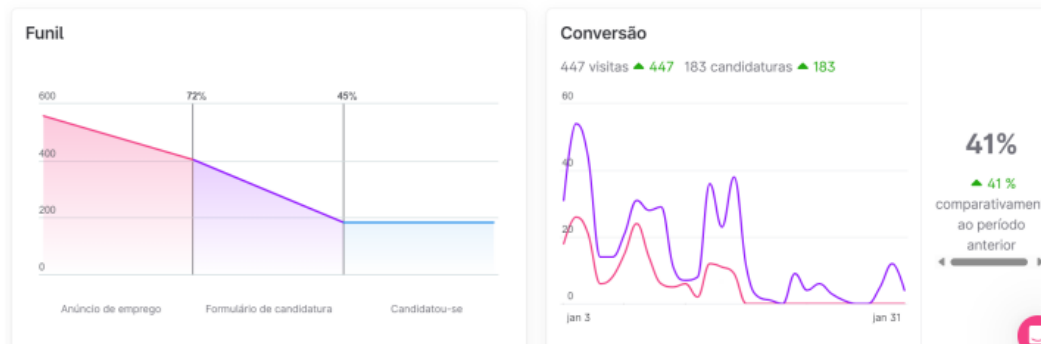 Funil
600
72%
45%
400
200
0
Anúncio de emprego
Formulário de candidatura
Candidatou-se
Conversão
447 visitas ▲ 447 183 candidaturas ▲ 183
60
40
20
0
jan 3
jan 31
41%
▲ 41 %
comparativamen
ao período
anterior